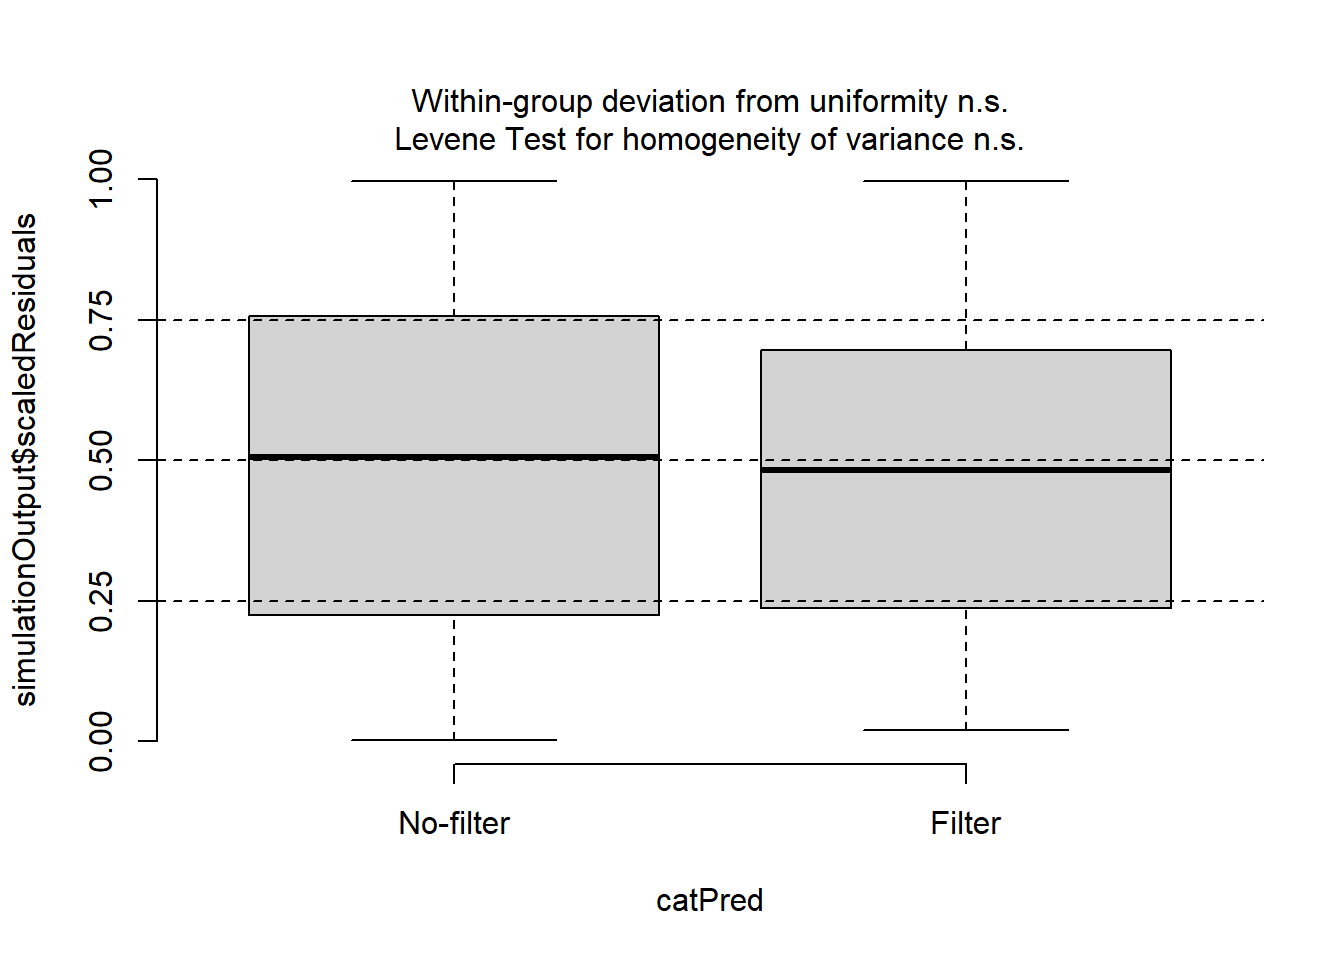 Within-group deviation from uniformity n.s.
Levene Test for homogeneity of variance n.s.
simulationOutput$scaledResiduals
1.00
0.75
0.50
0.25
0.00
No-filter
Filter
catPred